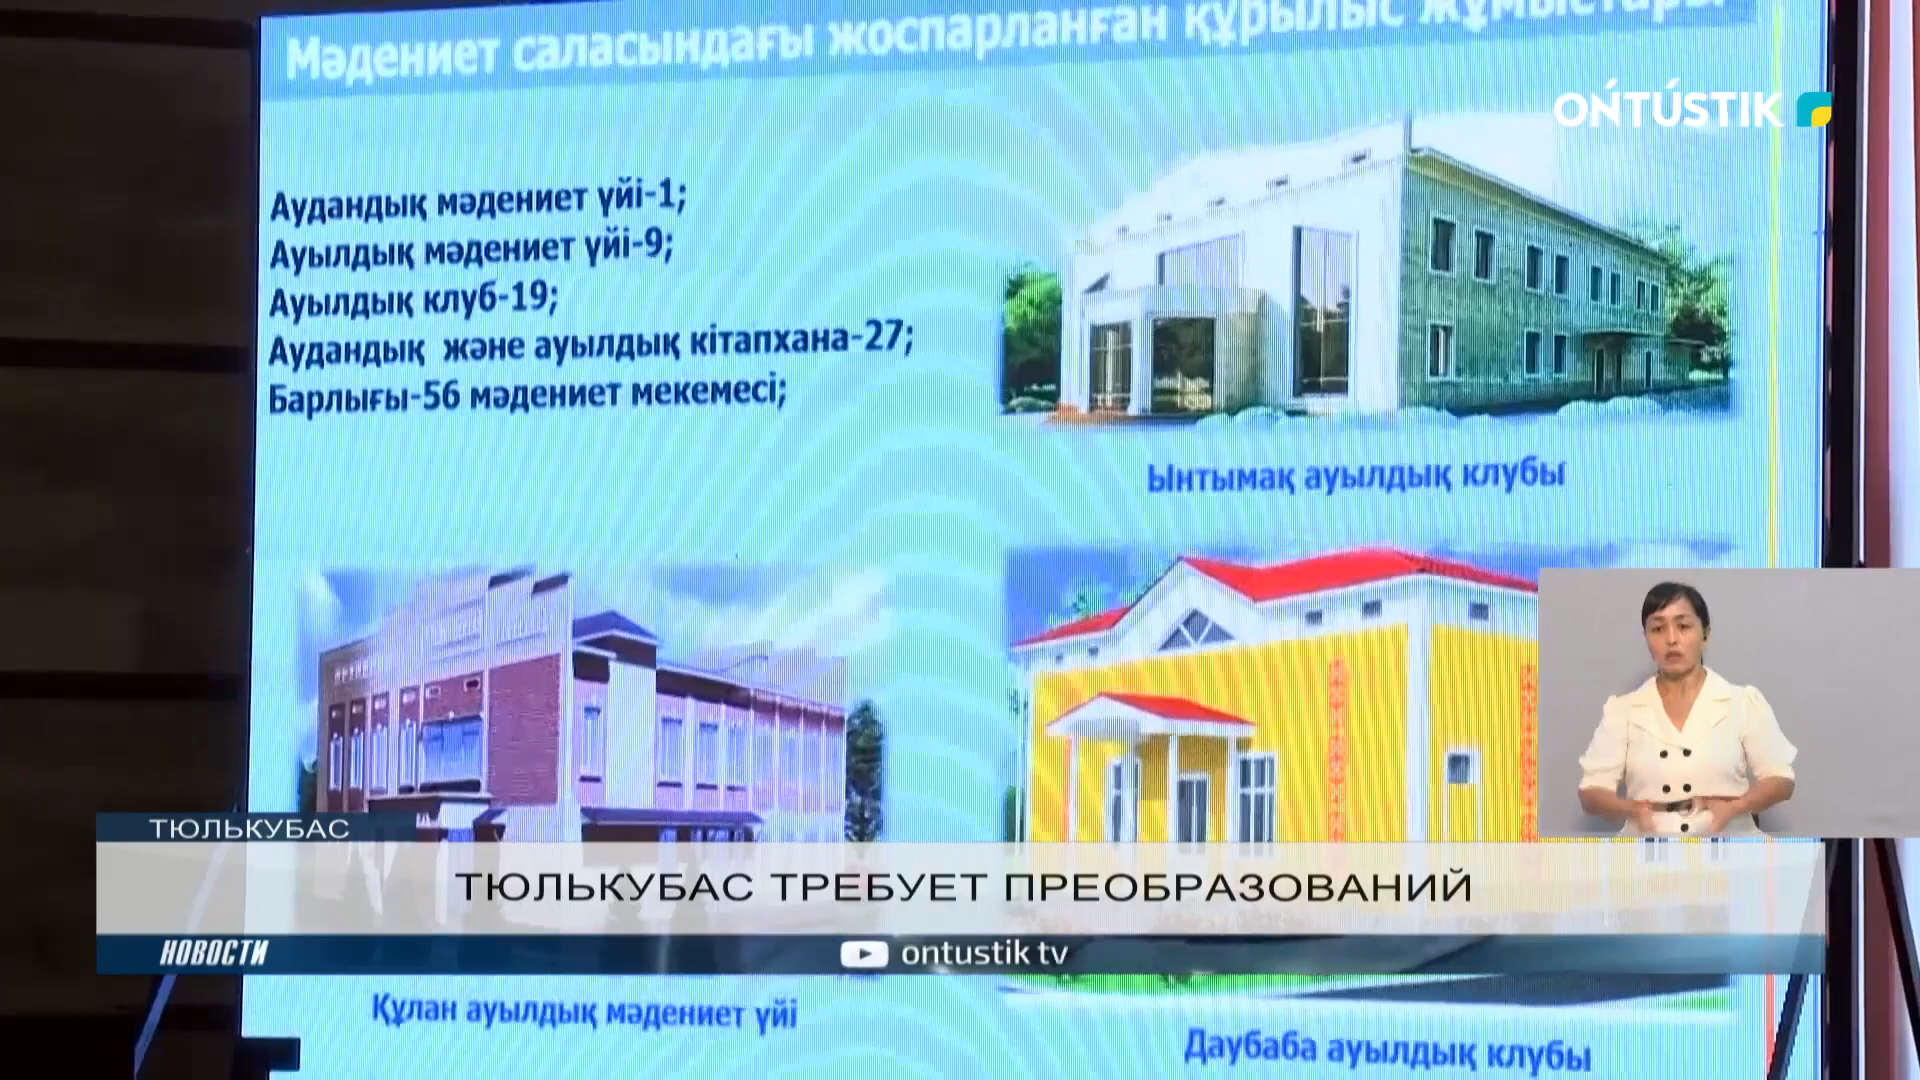 Мәдениет саласындағы жоспарланған құрылыс жұмыстары
OŃTÚSTIK
Аудандық мәдениет үйі-1;
Ауылдық мәдениет үйі-9;
Ауылдық клуб-19;
Аудандық және ауылдық кітапхана-27;
Барлығы-56 мәдениет мекемесі;
Ынтымақ ауылдық клубы
ТЮЛЬКУБАС
ТЮЛЬКУБАС ТРЕБУЕТ ПРЕОБРАЗОВАНИЙ
НОВОСТИ
ontustik tv
Құлан ауылдық мәдениет үйі
Даубаба ауылдық клубы